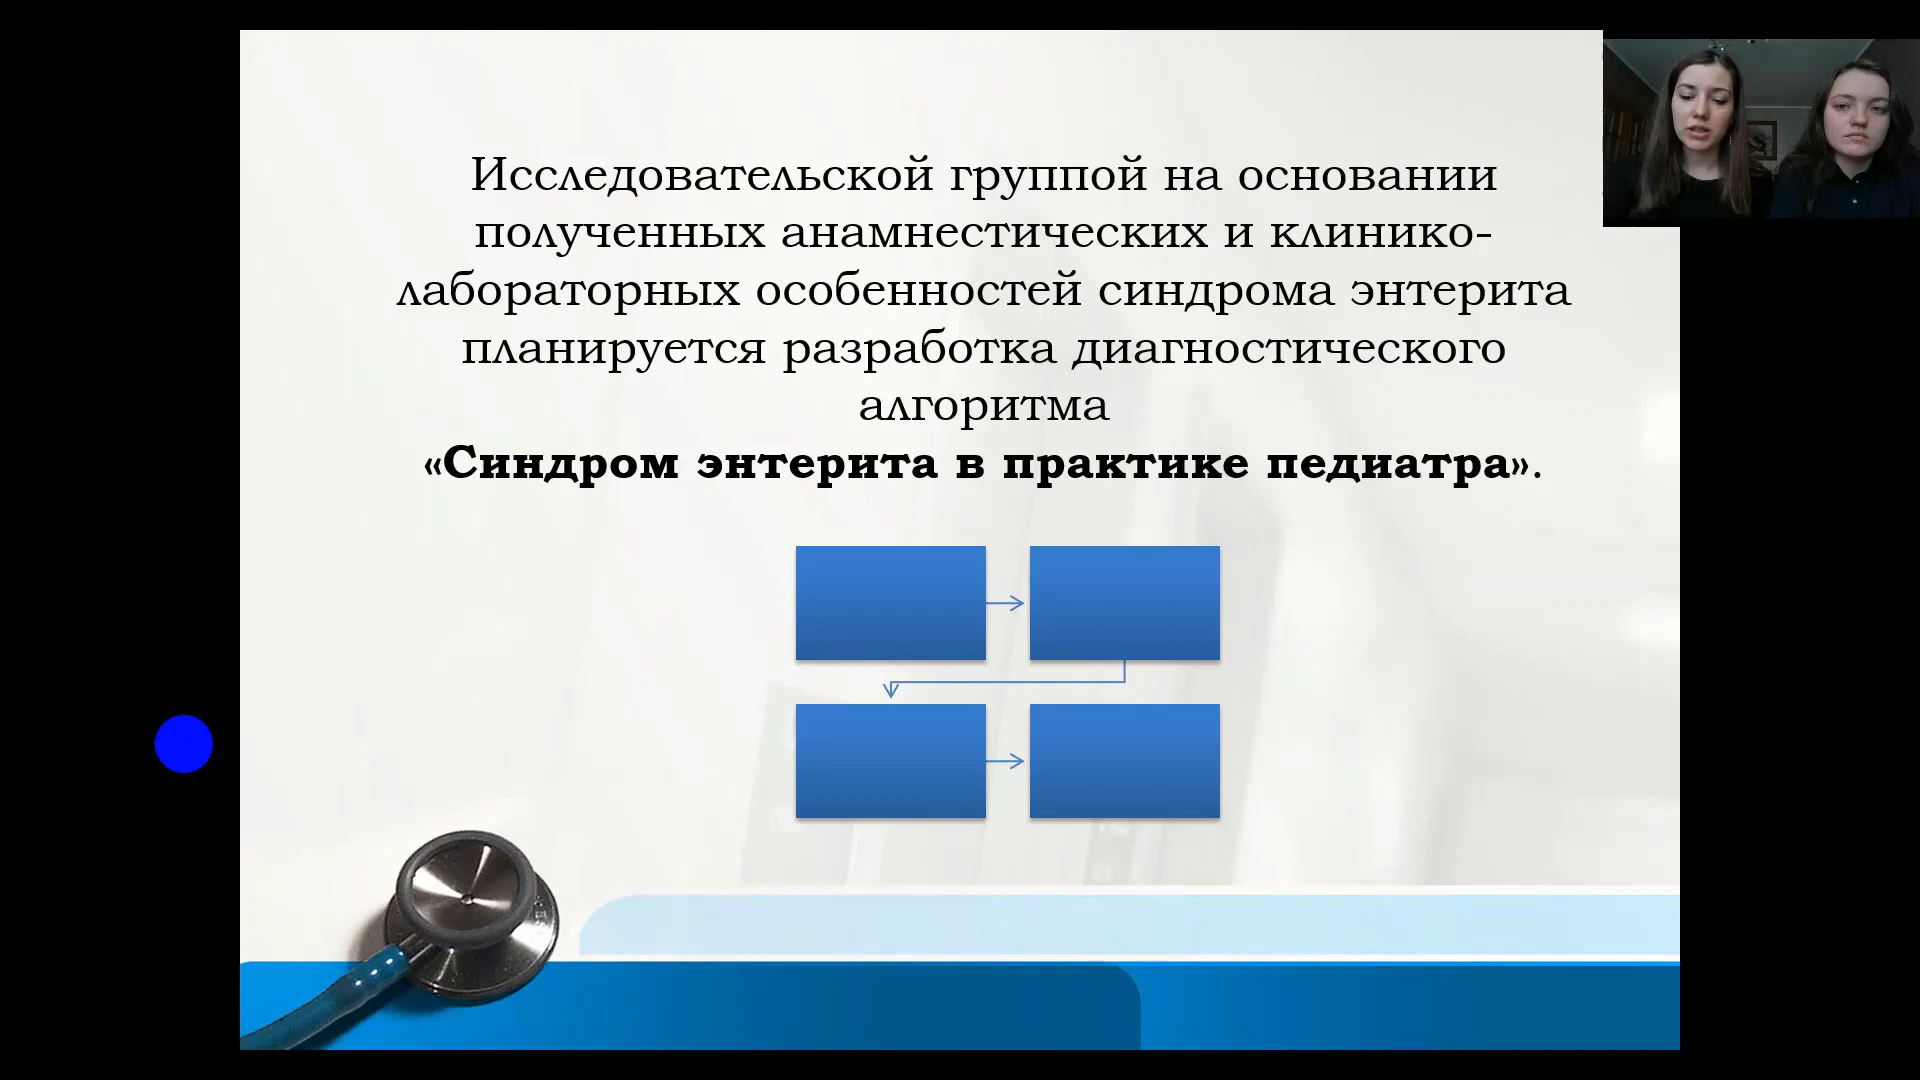 Исследовательской группой на основании
полученных анамнестических и клинико-
лабораторных особенностей синдрома энтерита
планируется разработка диагностического
алгоритма
«Синдром энтерита в практике педиатра».